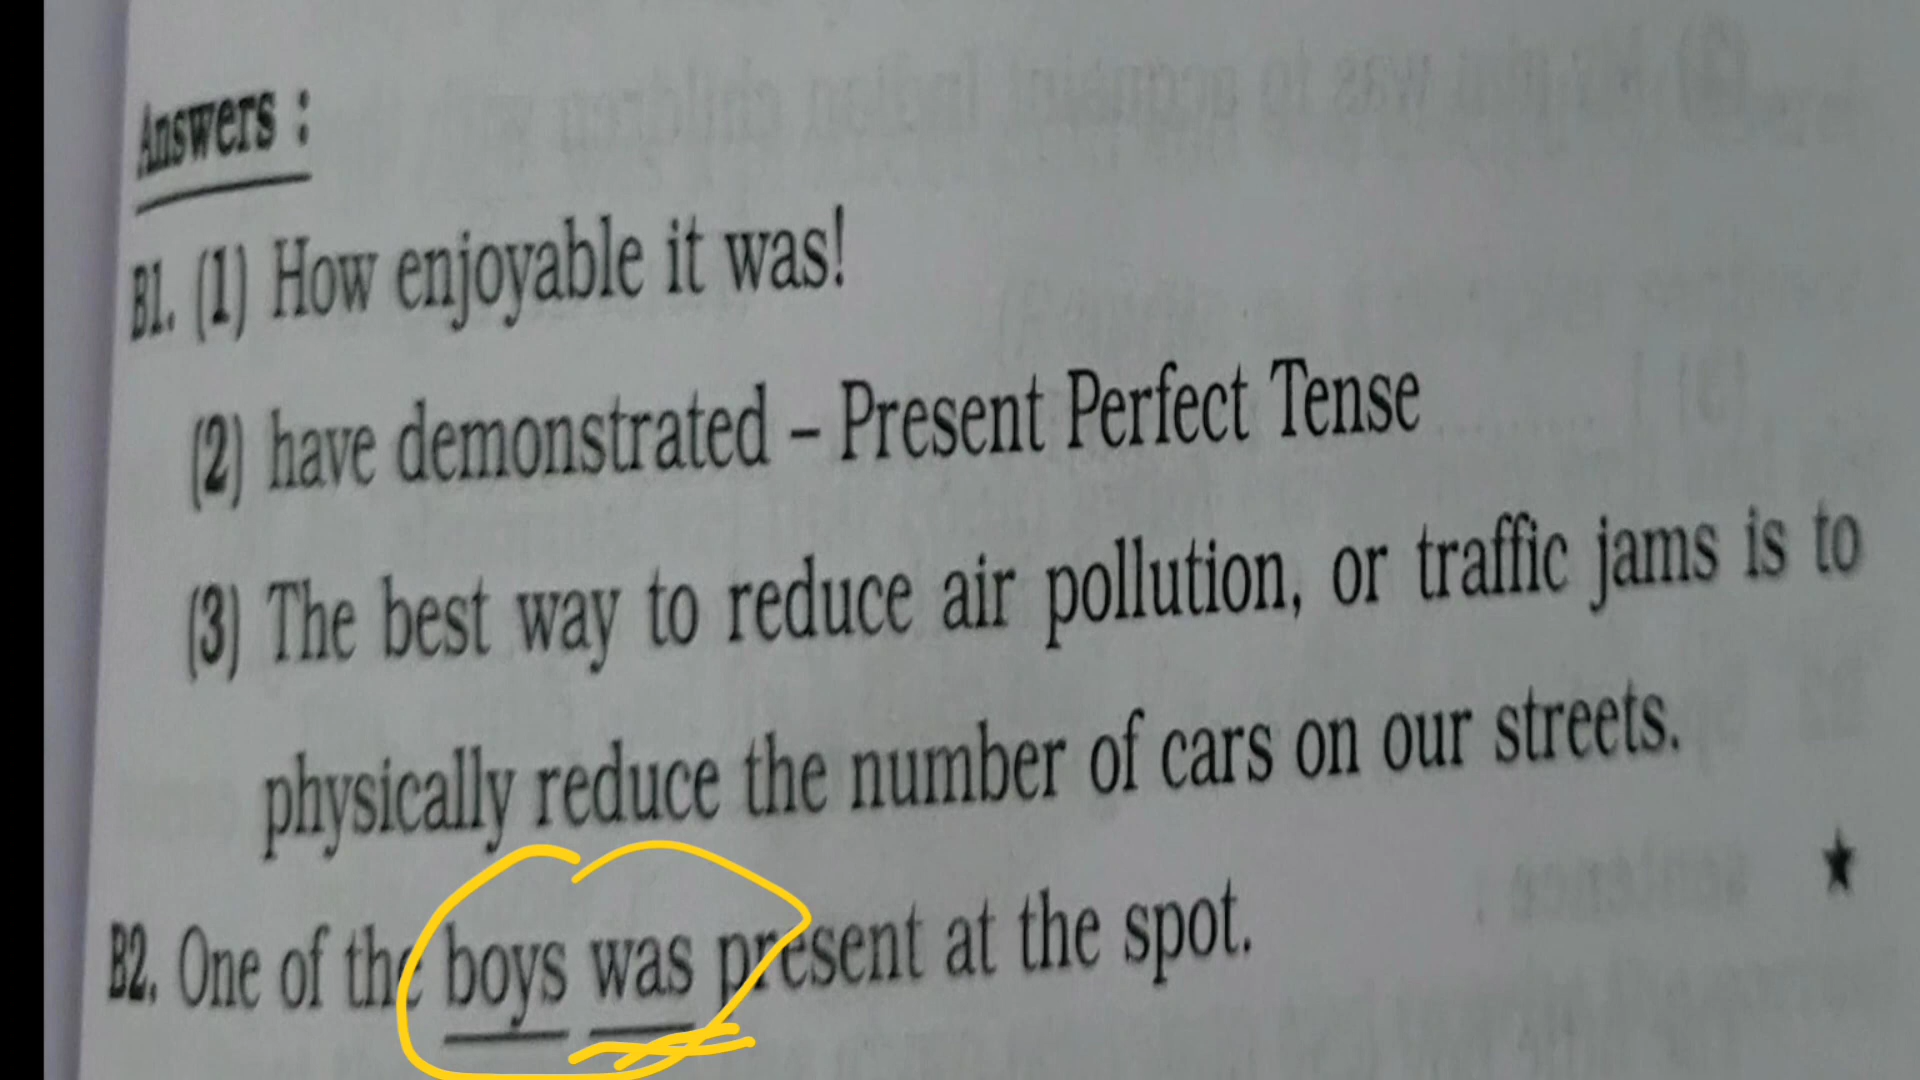 Answers :
B1. (1) How enjoyable it was!
(2) have demonstrated – Present Perfect Tense
(3) The best way to reduce air pollution, or traffic jams is to
physically reduce the number of cars on our streets.
★
B2. One of the boys was present at the spot.